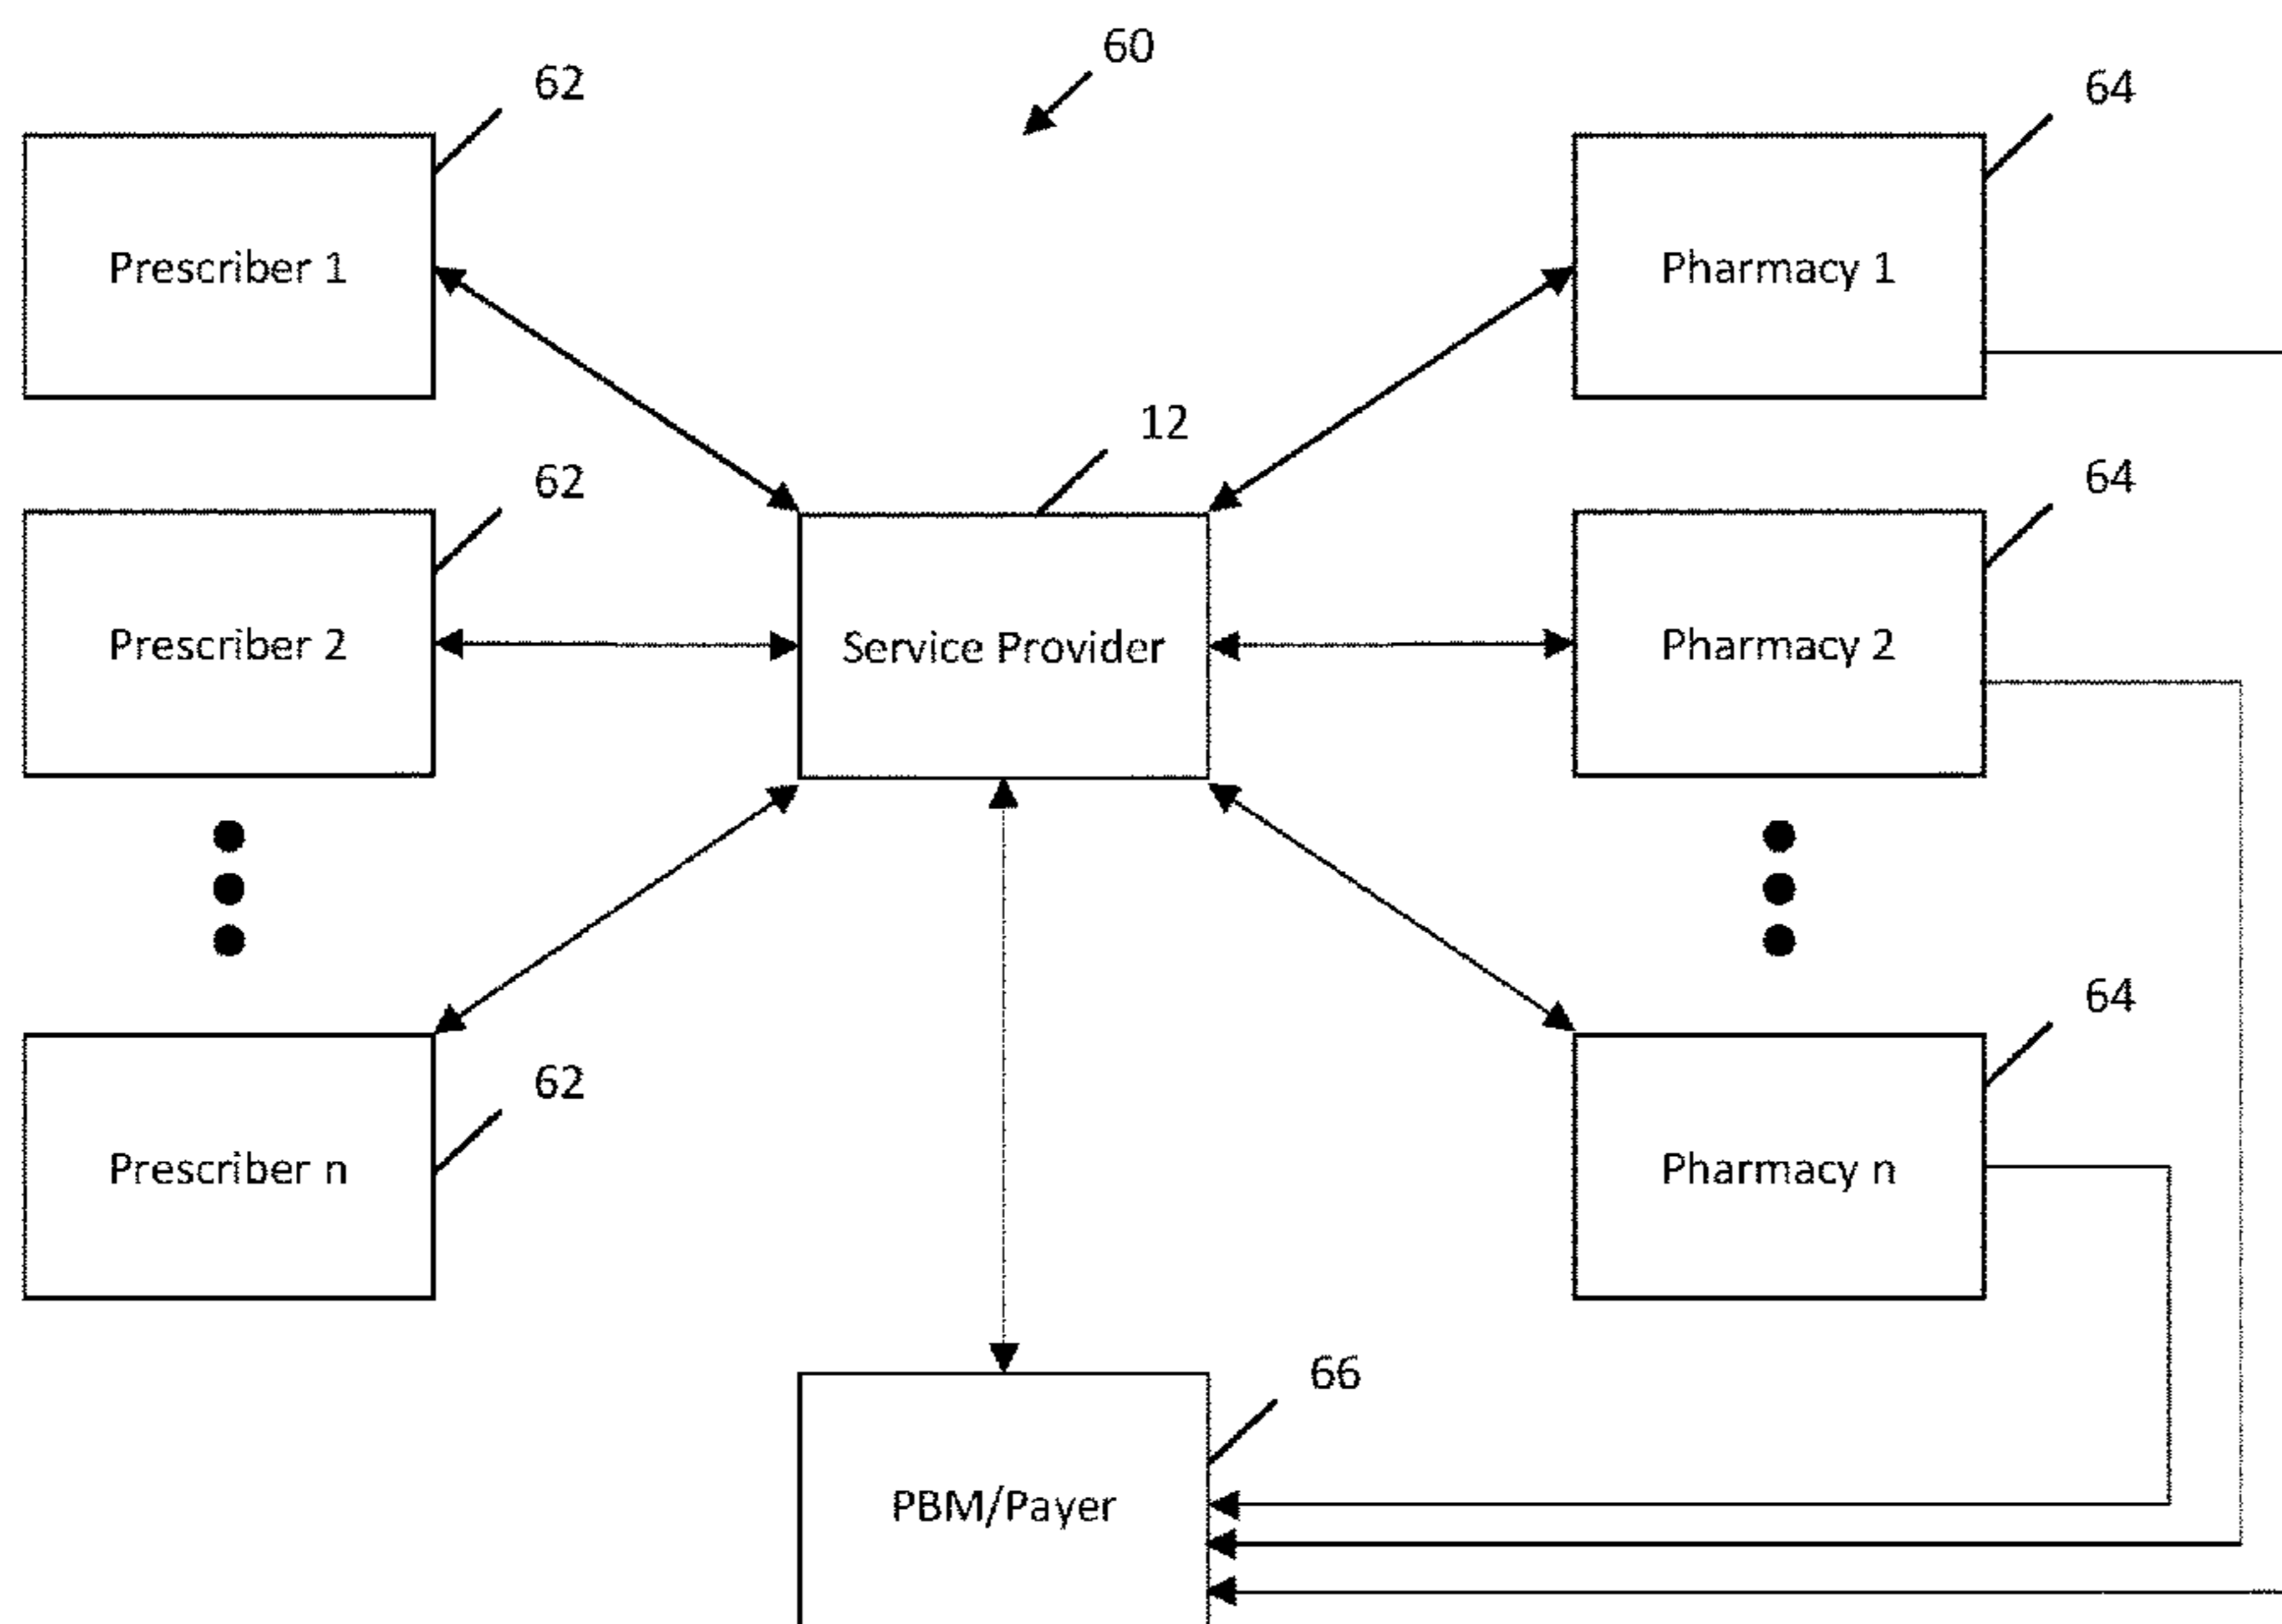 60
62
64
Prescriber 1
Pharmacy 1
12
62
64
Prescriber 2
Service Provider
Pharmacy 2
64
62
Prescriber n
Pharmacy n
66
PBM/Payer